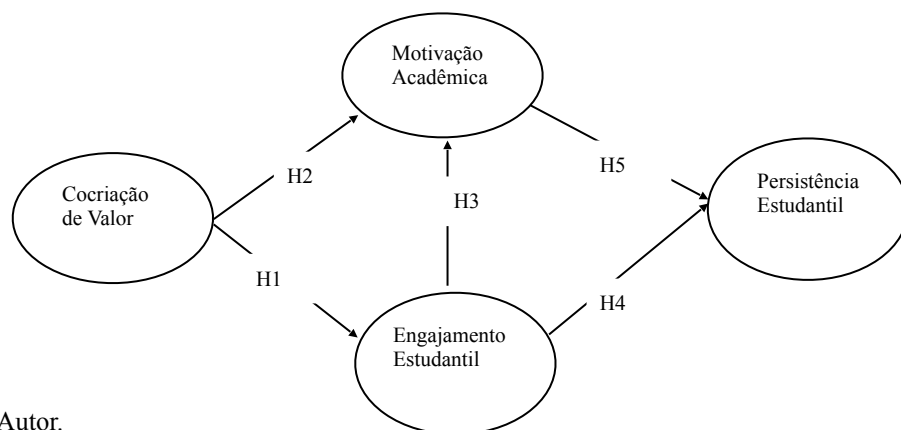 Motivação
Acadêmica
H2
H5
Cocriação
de Valor
H3
Persistência
Estudantil
H1
H4
Engajamento
Estudantil
Autor.